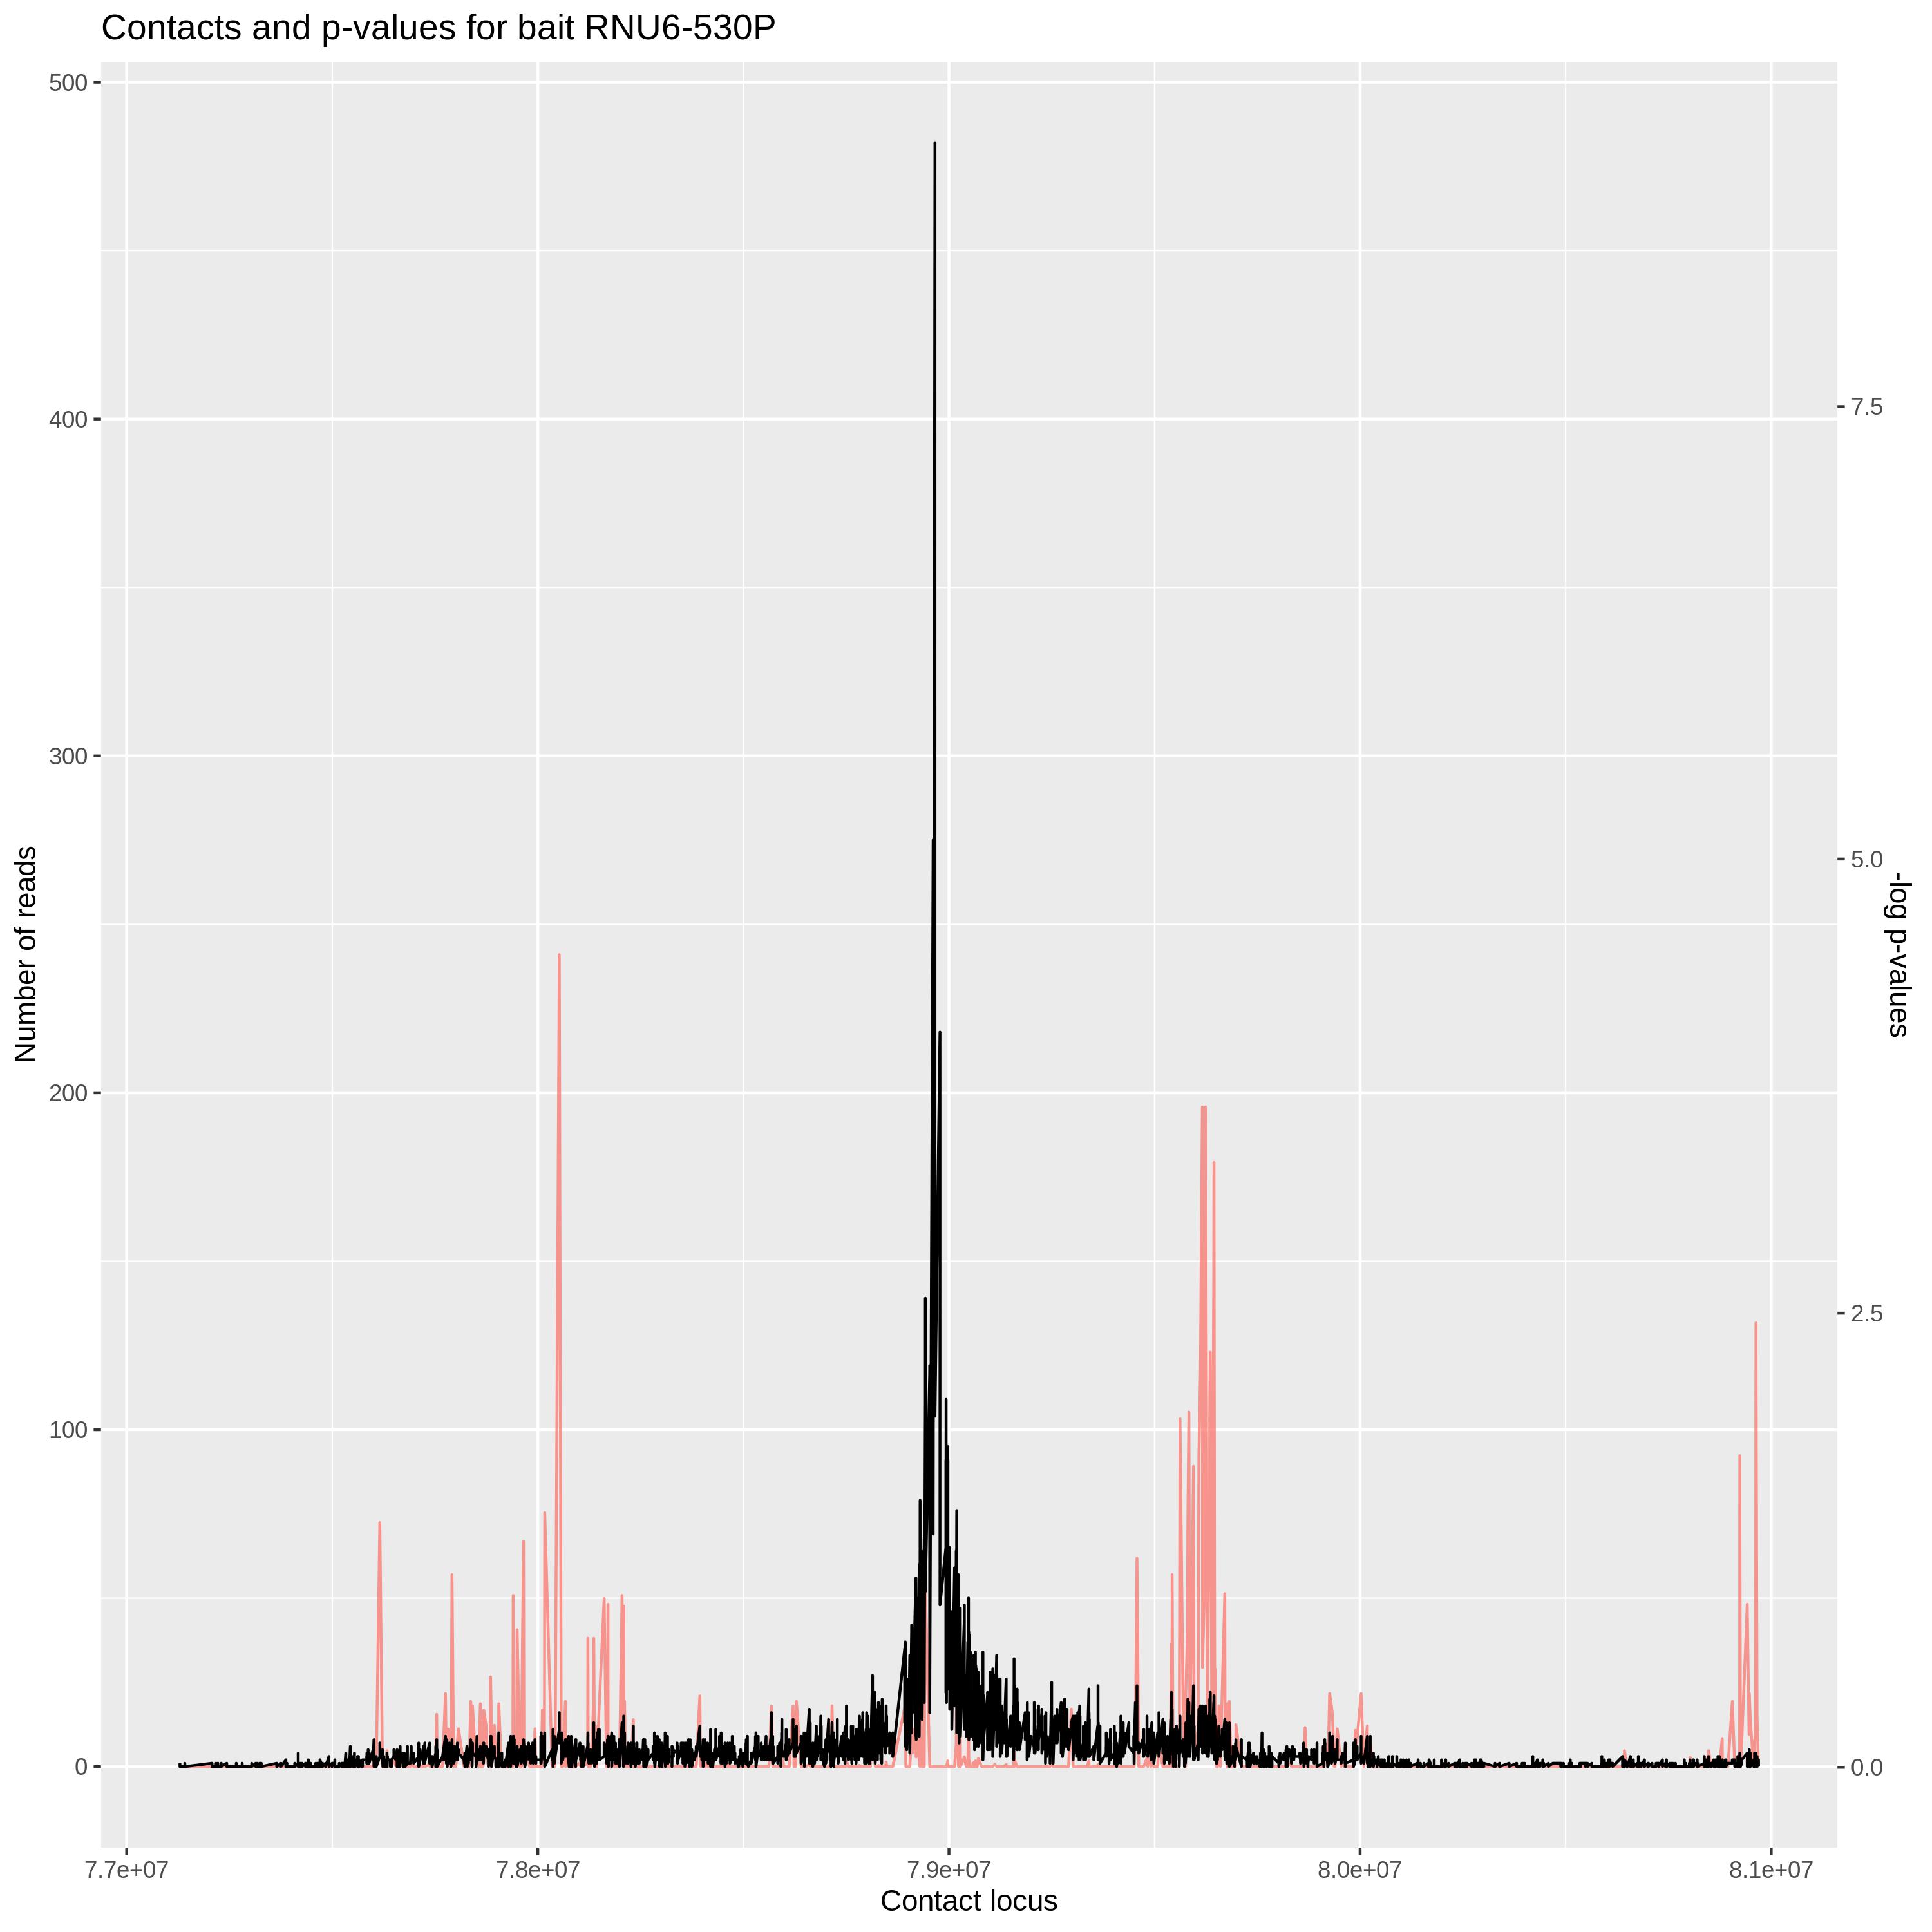 Contacts and p-values for bait RNU6-530P
500
400
300
200
100
0
Number of reads
7.5
5.0
2.5
0.0
-log p-values
7.7e+07 7.8e+07 7.9e+07 8.0e+07 8.1e+07
Contact locus